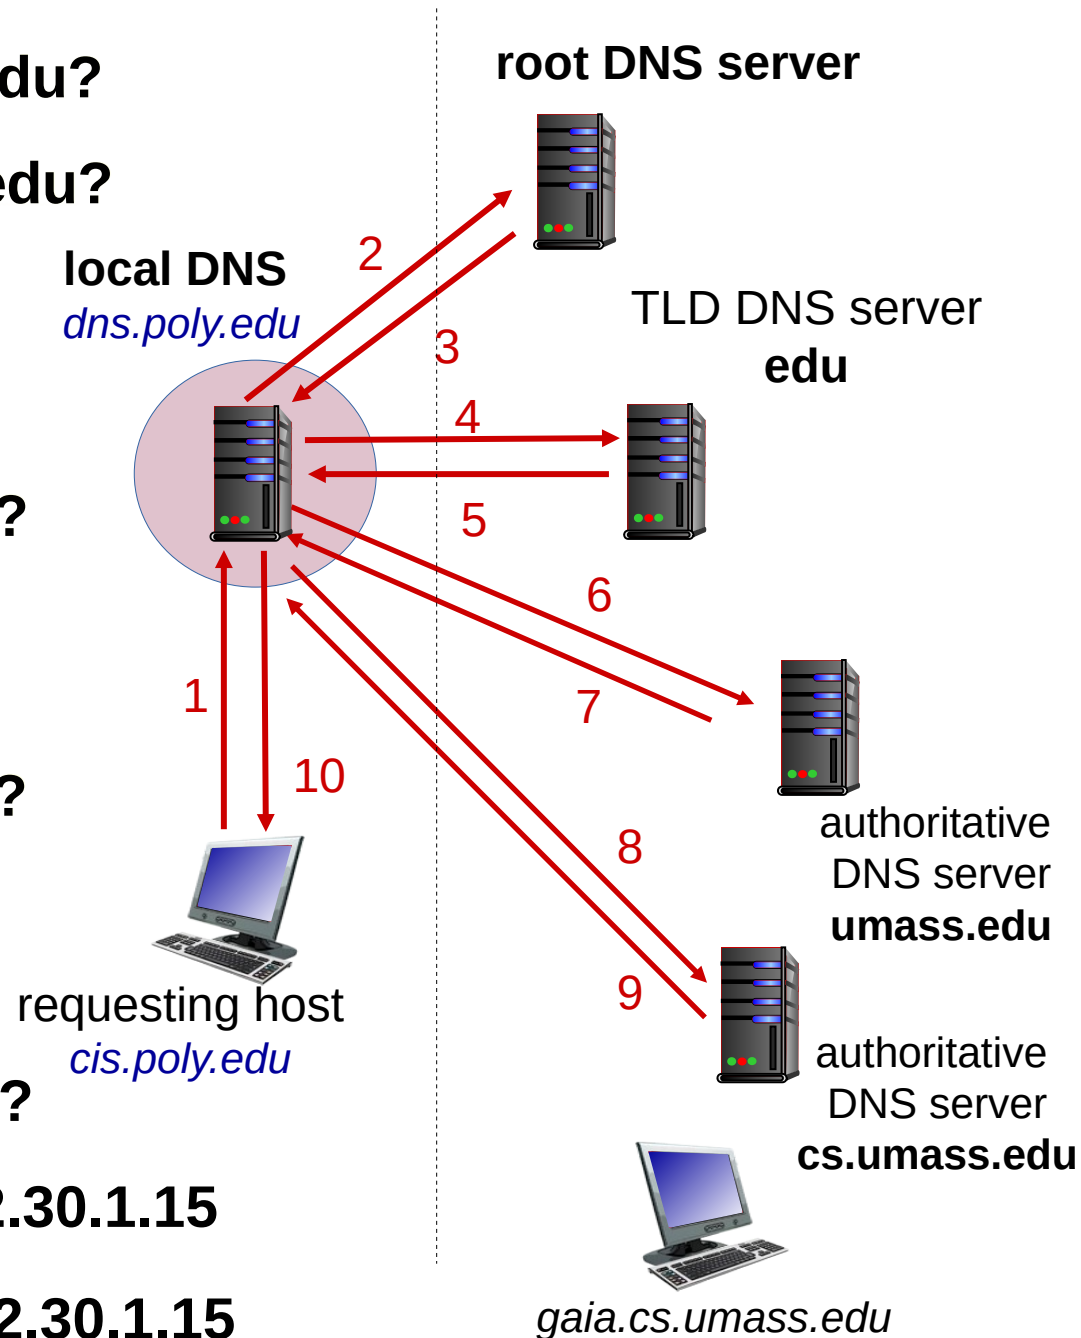 du?
root DNS server
edu?
2
local DNS
dns.poly.edu
TLD DNS server
3
edu
4
?
5
6
1
7
10
?
8
authoritative
DNS server
umass.edu
9
requesting host
cis.poly.edu
authoritative
DNS server
?
cs.umass.edu
2.30.1.15
2.30.1.15
gaia.cs.umass.edu